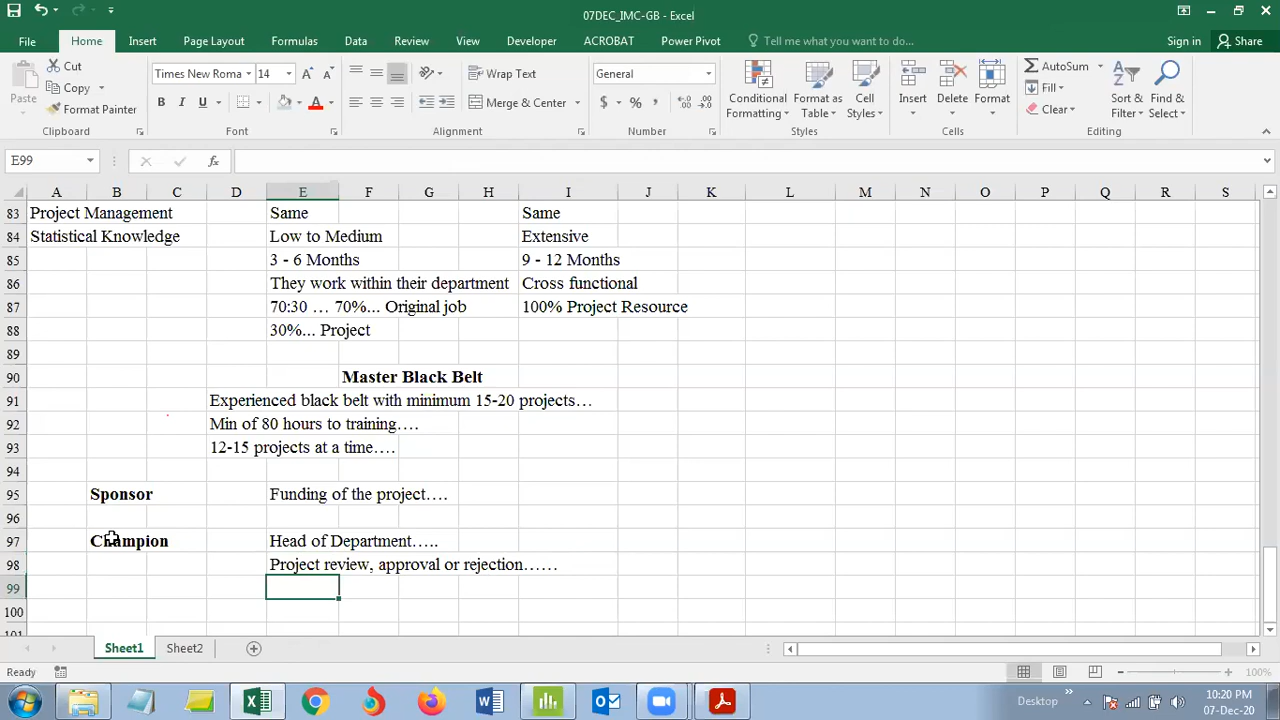 07DEC_IMC-GB - Excel
File Home Insert Page Layout Formulas Data Review View Developer ACROBAT Power Pivot Tell me what you want to do... Sign in Share
Paste Cut Copy Format Painter Clipboard
Times New Roma 14 A A B I U A Font
Wrap Text Merge & Center Alignment
General $ % , Number
Conditional Formatting Format as Table Cell Styles Styles
Insert Delete Format Cells
AutoSum Fill Clear Sort & Filter Find & Select Editing
E99 fx
A B C D E F G H I J K L M N O P Q R S
83 Project Management Same Same
84 Statistical Knowledge Low to Medium Extensive
85 3 - 6 Months 9 - 12 Months
86 They work within their department Cross functional
87 70:30 … 70%... Original job 100% Project Resource
88 30%... Project
89
90 Master Black Belt
91 Experienced black belt with minimum 15-20 projects…
92 Min of 80 hours to training….
93 12-15 projects at a time….
94
95 Sponsor Funding of the project….
96
97 Champion Head of Department…..
98 Project review, approval or rejection……
99
100
101
Sheet1 Sheet2
Ready 100%
Desktop 10:20 PM
07-Dec-20